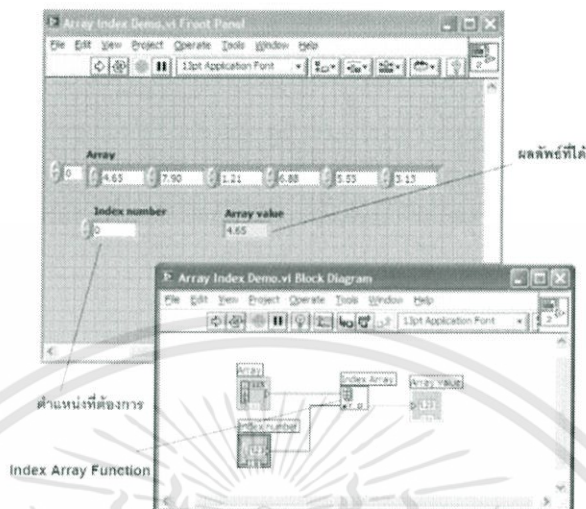 Array Index Demo.vi Front Panel
File Edit View Project Operate Tools Window Help
13pt Application Font
2
Array
0 4.65 7.90 1.21 6.88 5.53 3.13
ผลลัพธ์ที่ได้
Index number Array value
0 4.65
Array Index Demo.vi Block Diagram
File Edit View Project Operate Tools Window Help
13pt Application Font
2
Array
Index Array
Array Value
Index number
ตำแหน่งที่ต้องการ
Index Array Function